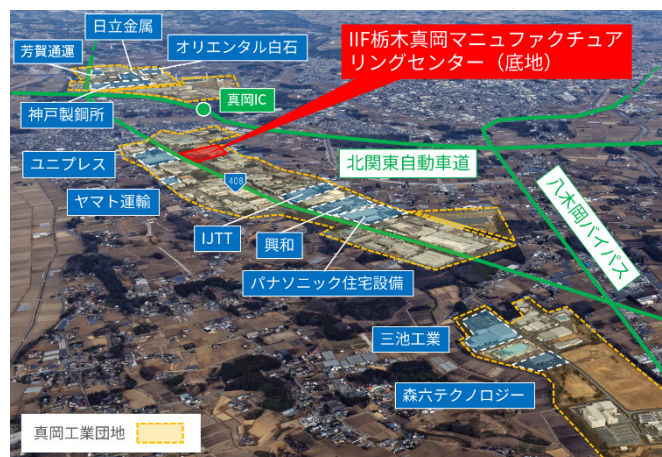 日立金属
芳賀通運
オリエンタル白石
IIF栃木真岡マニュファクチュア
リングセンター（底地）
神戸製鋼所
真岡IC
ユニプレス
北関東自動車道
408
ヤマト運輸
八木岡バイパス
IJTT
興和
パナソニック住宅設備
三池工業
森六テクノロジー
真岡工業団地